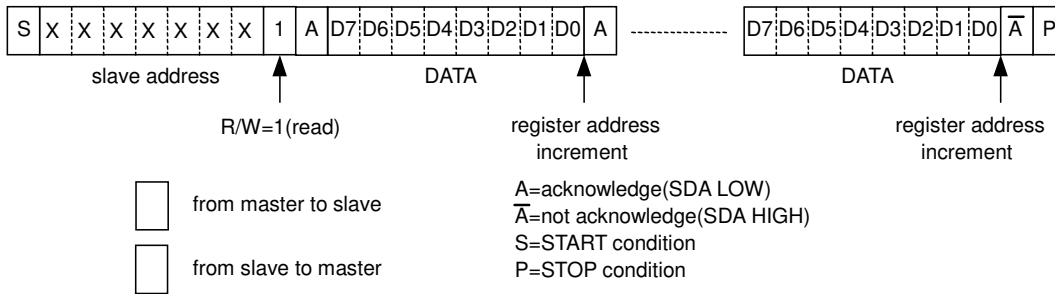 S X X X X X X X 1 A D7 D6 D5 D4 D3 D2 D1 D0 A D7 D6 D5 D4 D3 D2 D1 D0 A̅ P
slave address DATA DATA
R/W=1(read)
register address
increment
register address
increment
from master to slave
from slave to master
A=acknowledge(SDA LOW)
A̅=not acknowledge(SDA HIGH)
S=START condition
P=STOP condition